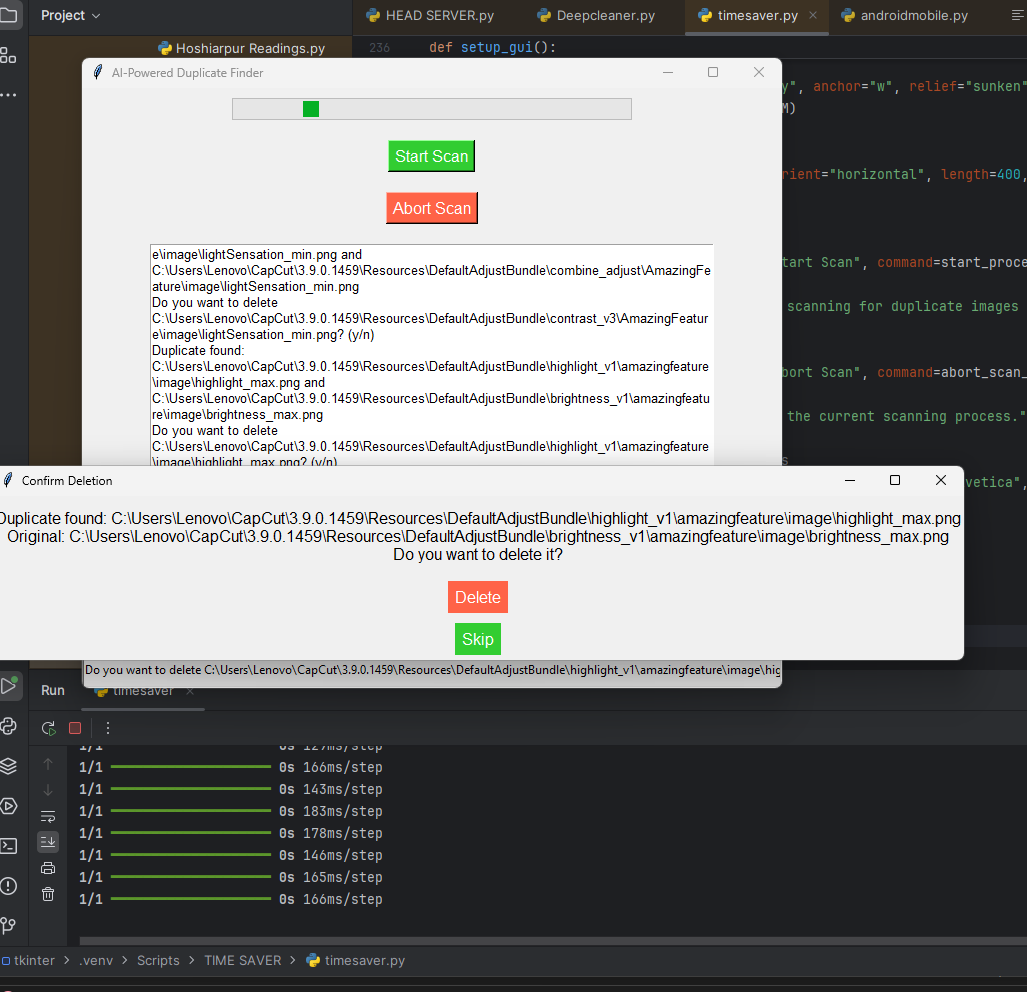 Project
HEAD SERVER.py
Deepcleaner.py
timesaver.py
androidmobile.py
Hoshiarpur Readings.py
236 def setup_gui():
AI-Powered Duplicate Finder
y", anchor="w", relief="sunken"
M)
rient="horizontal", length=400,
Start Scan
Abort Scan
tart Scan", command=start_proce
scanning for duplicate images
bort Scan", command=abort_scan_
the current scanning process."
s
vetica",
e\image\lightSensation_min.png and
C:\Users\Lenovo\CapCut\3.9.0.1459\Resources\DefaultAdjustBundle\combine_adjust\AmazingFe
ature\image\lightSensation_min.png
Do you want to delete
C:\Users\Lenovo\CapCut\3.9.0.1459\Resources\DefaultAdjustBundle\contrast_v3\AmazingFeatur
e\image\lightSensation_min.png? (y/n)
Duplicate found:
C:\Users\Lenovo\CapCut\3.9.0.1459\Resources\DefaultAdjustBundle\highlight_v1\amazingfeature
\image\highlight_max.png and
C:\Users\Lenovo\CapCut\3.9.0.1459\Resources\DefaultAdjustBundle\brightness_v1\amazingfeatu
re\image\brightness_max.png
Do you want to delete
C:\Users\Lenovo\CapCut\3.9.0.1459\Resources\DefaultAdjustBundle\highlight_v1\amazingfeature
\image\highlight_max.png? (y/n)
Confirm Deletion
Duplicate found: C:\Users\Lenovo\CapCut\3.9.0.1459\Resources\DefaultAdjustBundle\highlight_v1\amazingfeature\image\highlight_max.png
Original: C:\Users\Lenovo\CapCut\3.9.0.1459\Resources\DefaultAdjustBundle\brightness_v1\amazingfeature\image\brightness_max.png
Do you want to delete it?
Delete
Skip
Do you want to delete C:\Users\Lenovo\CapCut\3.9.0.1459\Resources\DefaultAdjustBundle\highlight_v1\amazingfeature\image\hig
Run
timesaver
1/1 0s 129ms/step
1/1 0s 166ms/step
1/1 0s 143ms/step
1/1 0s 183ms/step
1/1 0s 178ms/step
1/1 0s 146ms/step
1/1 0s 165ms/step
1/1 0s 166ms/step
tkinter > .venv > Scripts > TIME SAVER > timesaver.py